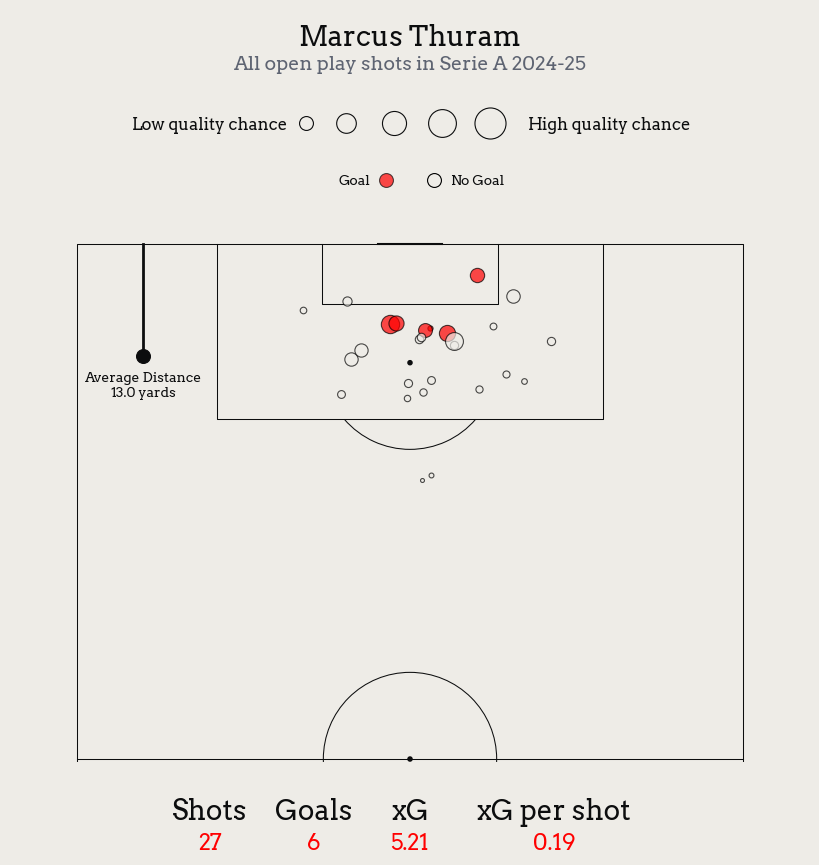 Marcus Thuram
All open play shots in Serie A 2024-25
Low quality chance High quality chance
Goal No Goal
Average Distance
13.0 yards
Shots Goals xG xG per shot
27 6 5.21 0.19